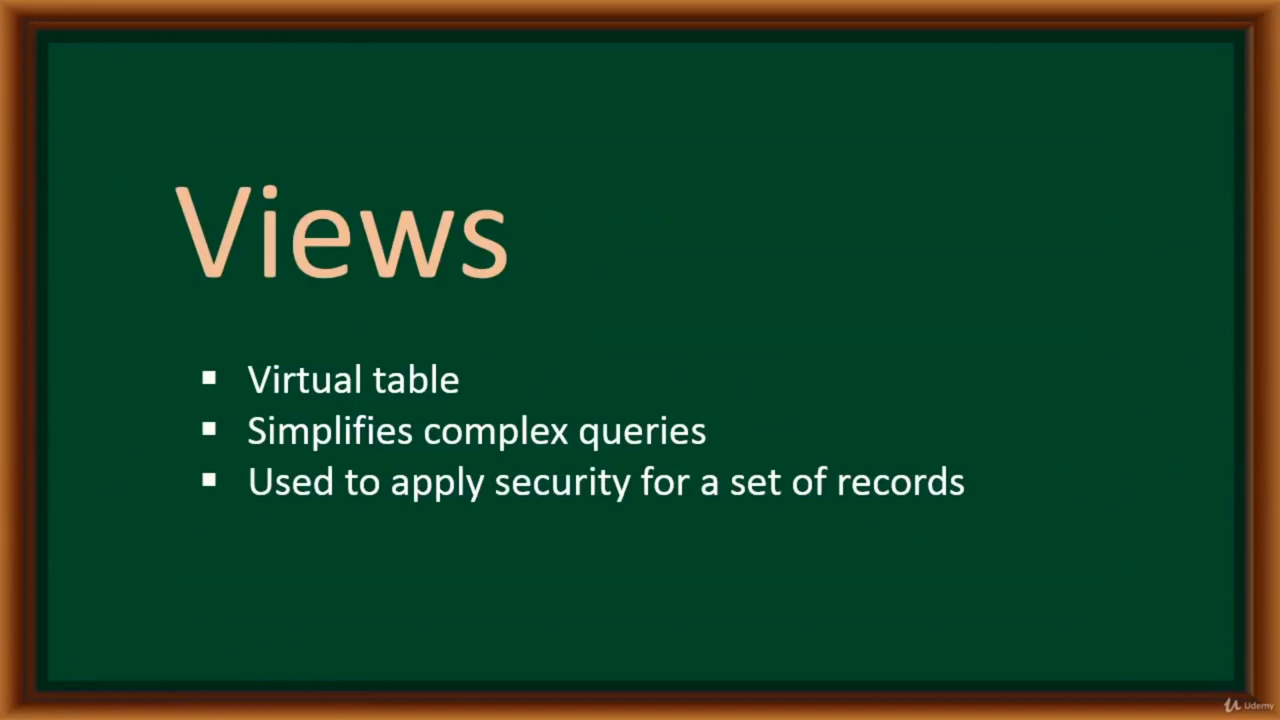 Views
▪ Virtual table
▪ Simplifies complex queries
▪ Used to apply security for a set of records
Udemy